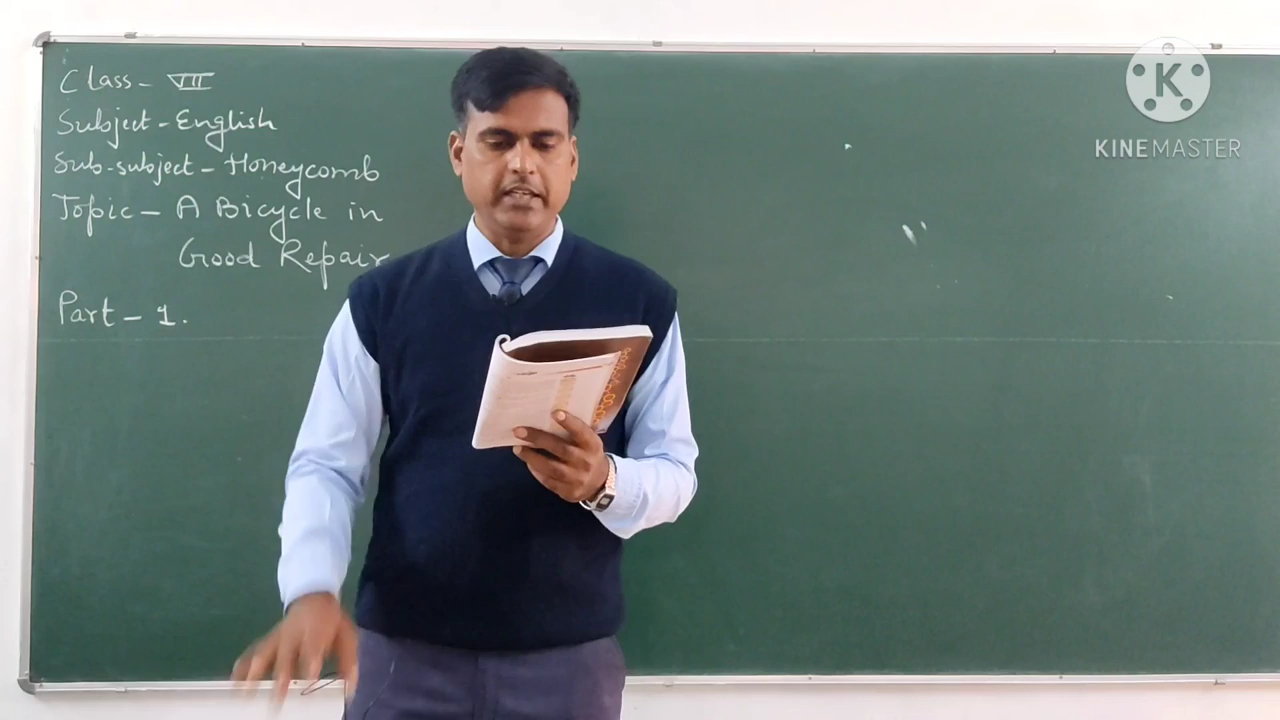 Class - VII
Subject - English
Sub-subject - Honeycomb
Topic - A Bicycle in
Good Repair
Part - 1.
K
KINEMASTER